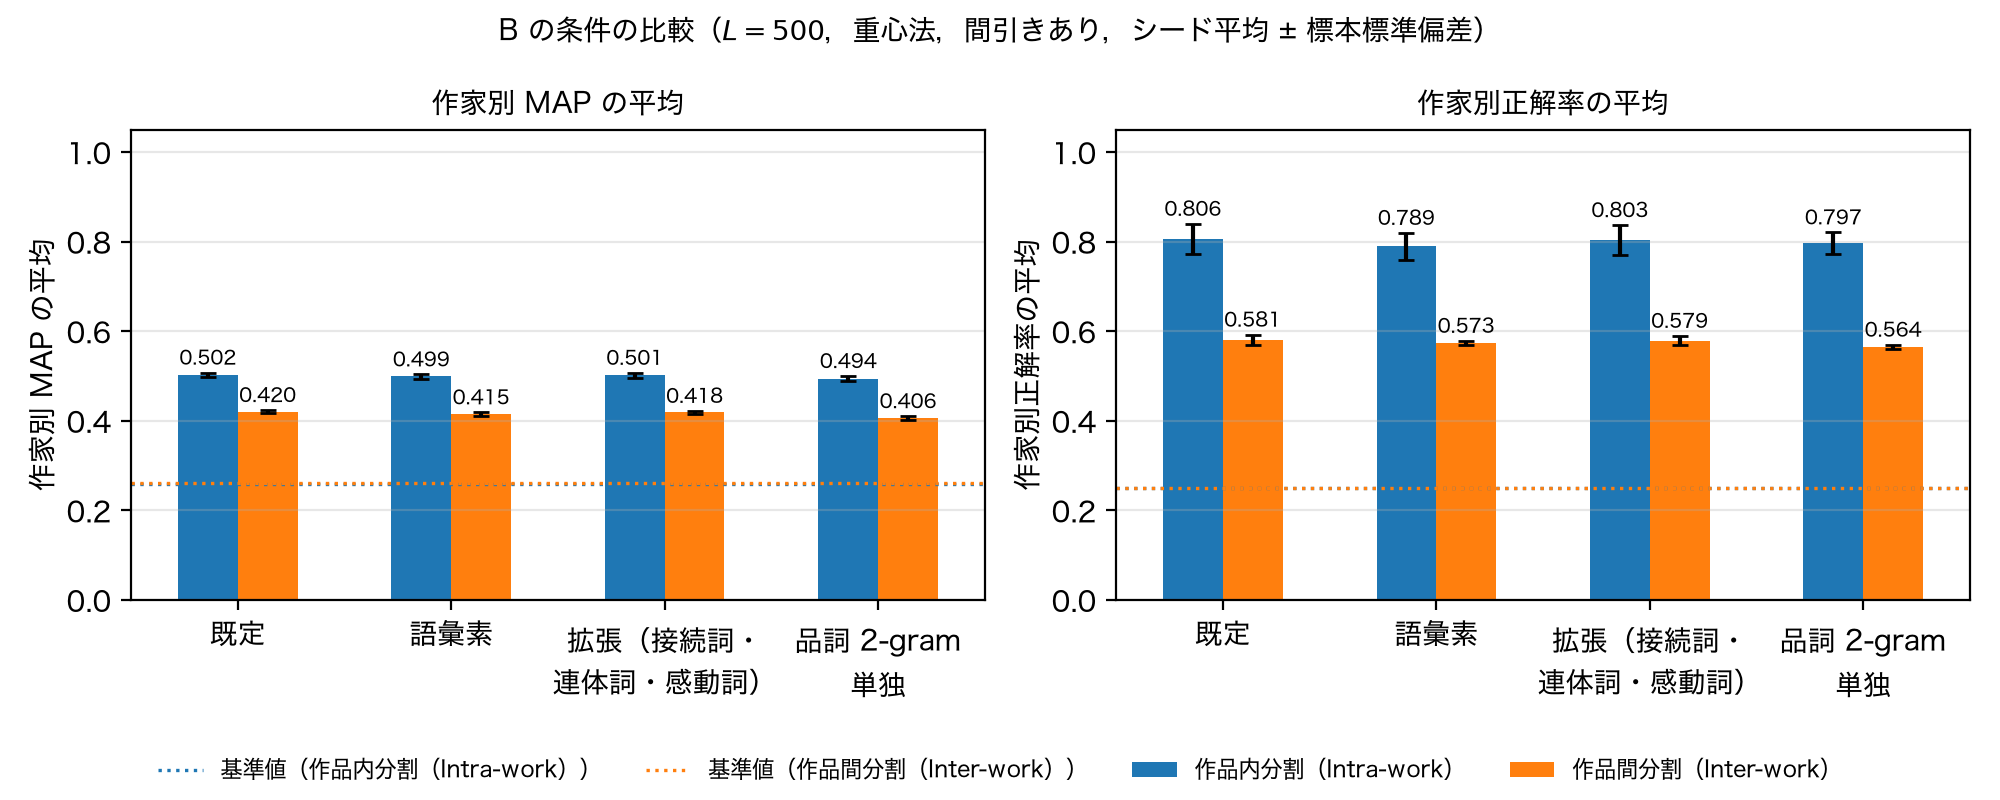 B の条件の比較（L = 500，重心法，間引きあり，シード平均 ± 標本標準偏差）
作家別 MAP の平均
作家別 MAP の平均
1.0
0.8
0.6
0.4
0.2
0.0
0.502
0.420
0.499
0.415
0.501
0.418
0.494
0.406
既定
語彙素
拡張（接続詞・
連体詞・感動詞）
品詞 2-gram
単独
作家別正解率の平均
作家別正解率の平均
1.0
0.8
0.6
0.4
0.2
0.0
0.806
0.581
0.789
0.573
0.803
0.579
0.797
0.564
既定
語彙素
拡張（接続詞・
連体詞・感動詞）
品詞 2-gram
単独
基準値（作品内分割（Intra-work））
基準値（作品間分割（Inter-work））
作品内分割（Intra-work）
作品間分割（Inter-work）